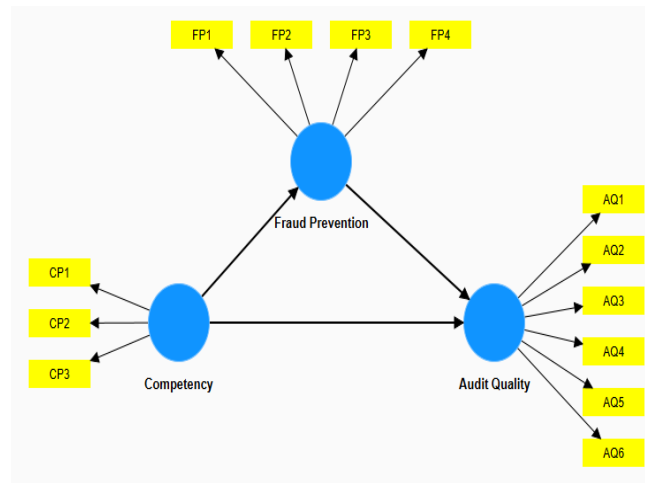 FP1 FP2 FP3 FP4
Fraud Prevention
AQ1
AQ2
CP1
AQ3
CP2
AQ4
CP3
Competency
Audit Quality
AQ5
AQ6